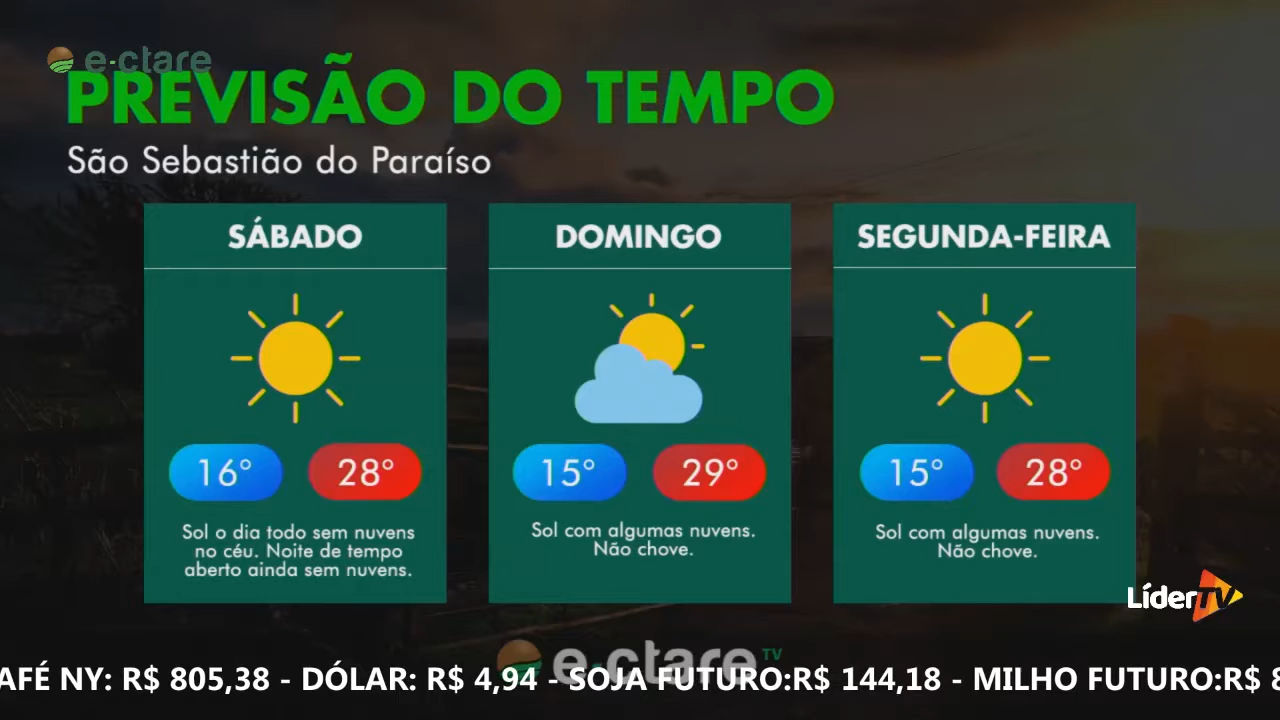 e-ctare
PREVISÃO DO TEMPO
São Sebastião do Paraíso
SÁBADO
16° 28°
Sol o dia todo sem nuvens
no céu. Noite de tempo
aberto ainda sem nuvens.
DOMINGO
15° 29°
Sol com algumas nuvens.
Não chove.
SEGUNDA-FEIRA
15° 28°
Sol com algumas nuvens.
Não chove.
LíderTV
e-ctare TV
AFÉ NY: R$ 805,38 - DÓLAR: R$ 4,94 - SOJA FUTURO:R$ 144,18 - MILHO FUTURO:R$ 8